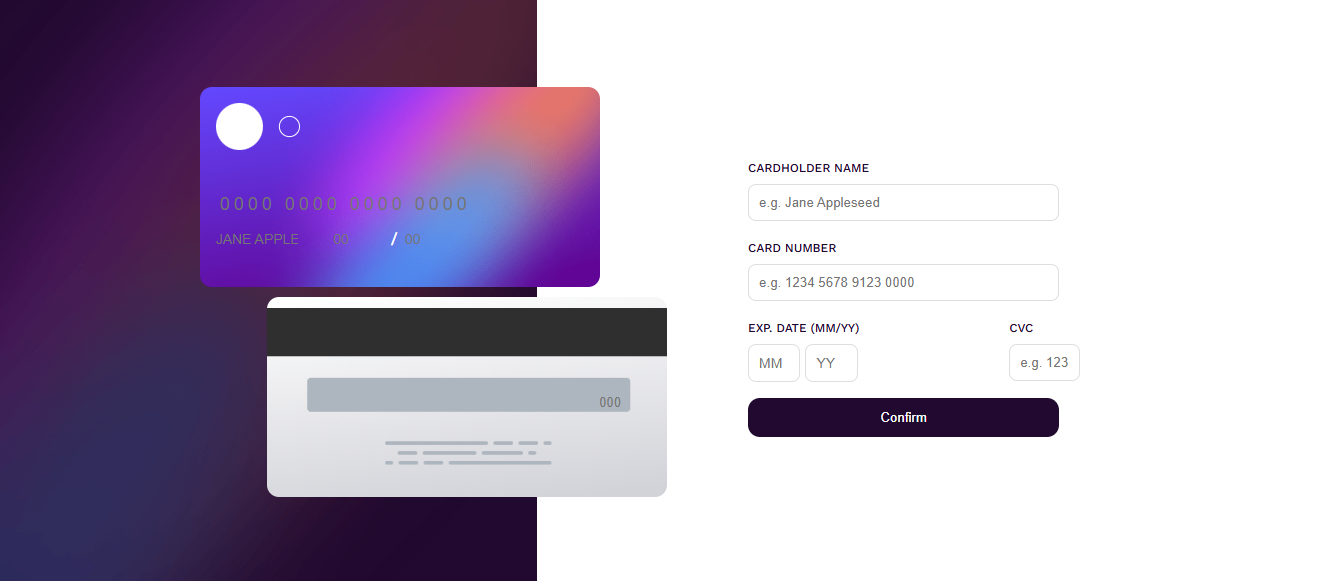 0000 0000 0000 0000
JANE APPLE 00 / 00
000
CARDHOLDER NAME
e.g. Jane Appleseed
CARD NUMBER
e.g. 1234 5678 9123 0000
EXP. DATE (MM/YY) CVC
MM YY e.g. 123
Confirm